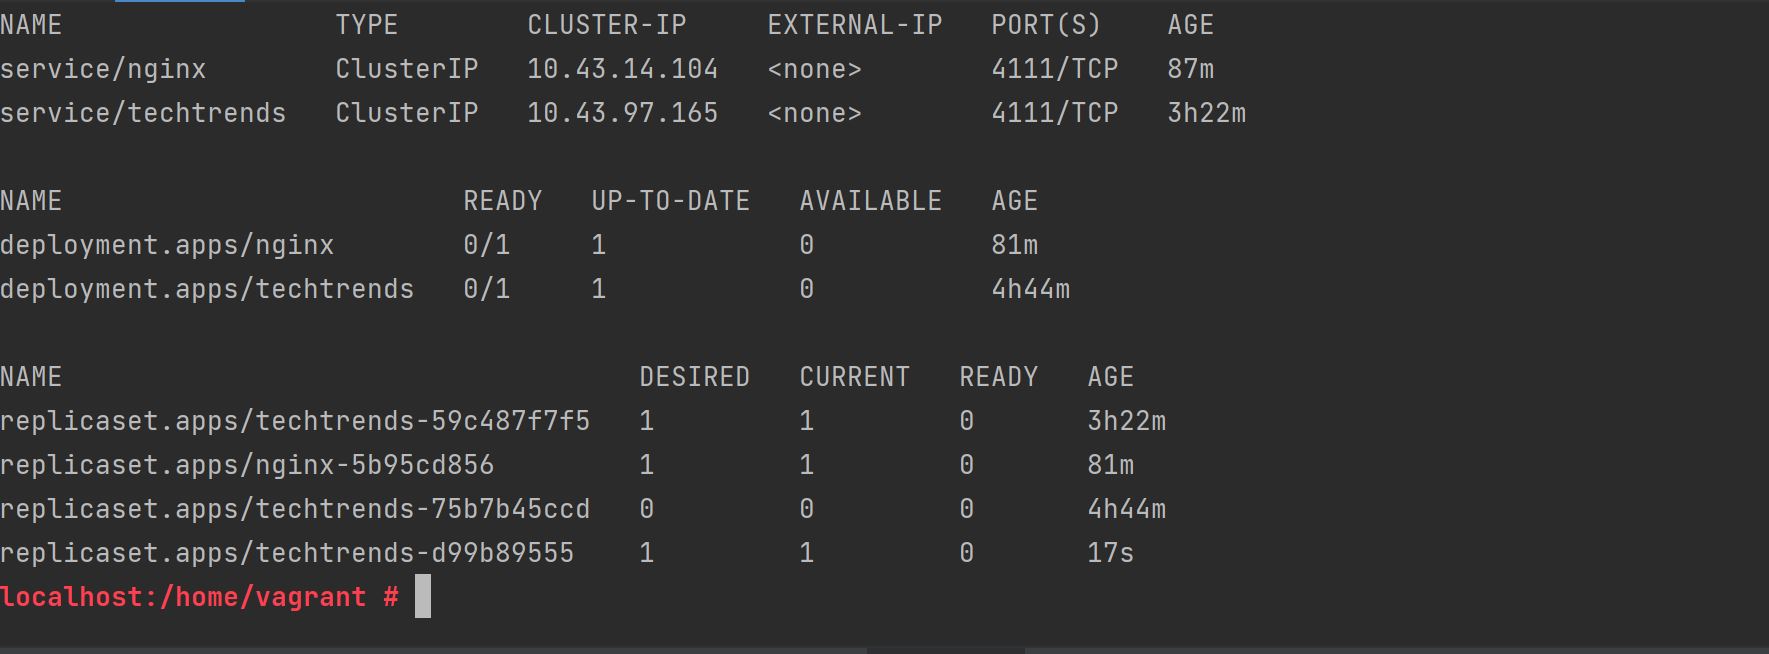 NAME TYPE CLUSTER-IP EXTERNAL-IP PORT(S) AGE
service/nginx ClusterIP 10.43.14.104 <none> 4111/TCP 87m
service/techtrends ClusterIP 10.43.97.165 <none> 4111/TCP 3h22m
NAME READY UP-TO-DATE AVAILABLE AGE
deployment.apps/nginx 0/1 1 0 81m
deployment.apps/techtrends 0/1 1 0 4h44m
NAME DESIRED CURRENT READY AGE
replicaset.apps/techtrends-59c487f7f5 1 1 0 3h22m
replicaset.apps/nginx-5b95cd856 1 1 0 81m
replicaset.apps/techtrends-75b7b45ccd 0 0 0 4h44m
replicaset.apps/techtrends-d99b89555 1 1 0 17s
localhost:/home/vagrant #